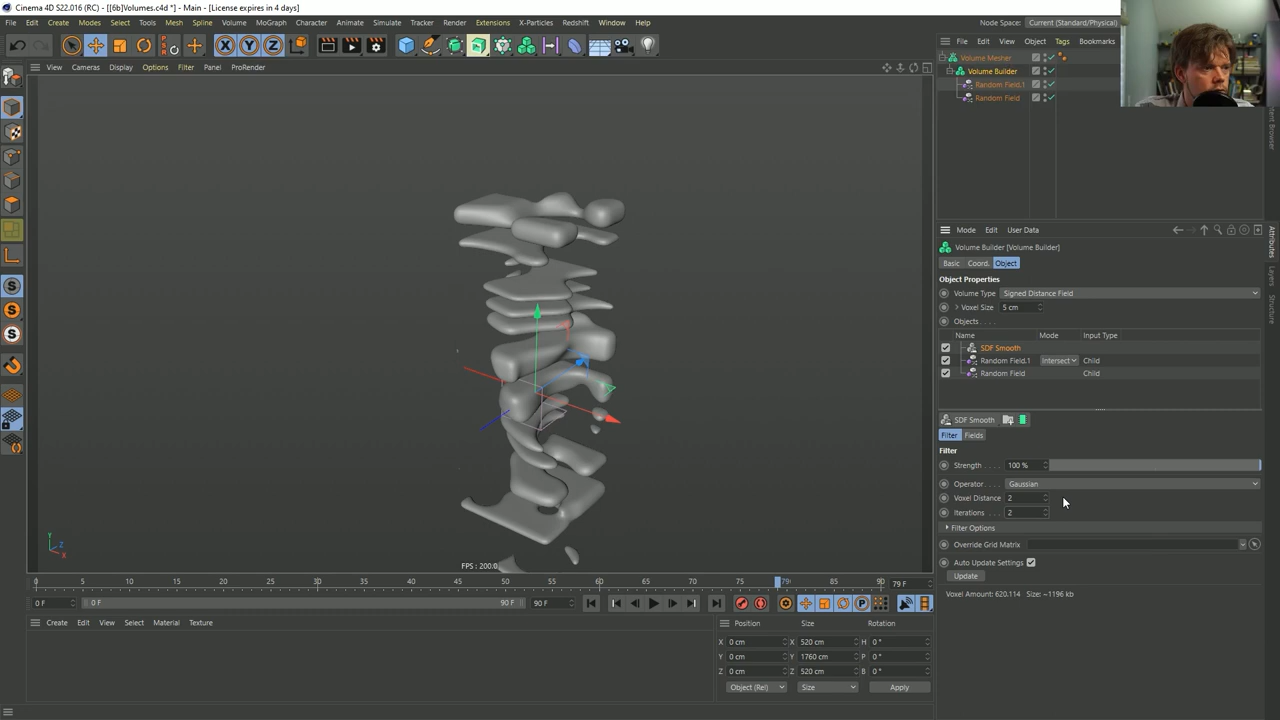 Cinema 4D S22.016 (RC) - [[6b]Volumes.c4d *] - Main - [License expires in 4 days]
File Edit Create Modes Select Tools Mesh Spline Volume MoGraph Character Animate Simulate Tracker Render Extensions X-Particles Redshift Window Help
Node Space: Current (Standard/Physical)
File Edit View Object Tags Bookmarks
View Cameras Display Options Filter Panel ProRender
Volume Mesher
Volume Builder
Random Field.1
Random Field
Content Browser
Mode Edit User Data
Attributes
Layers
Structure
Volume Builder [Volume Builder]
Basic Coord. Object
Object Properties
Volume Type Signed Distance Field
Voxel Size 5 cm
Objects . . . .
Name Mode Input Type
SDF Smooth
Random Field.1 Intersect Child
Random Field Child
SDF Smooth
Filter Fields
Filter
Strength . . . . 100 %
Operator . . . . Gaussian
Voxel Distance 2
Iterations . . . 2
Filter Options
Override Grid Matrix
Auto Update Settings
Update
Voxel Amount: 620.114 Size: ~1196 kb
Y
Z
X
FPS : 200.0
0 5 10 15 20 25 30 35 40 45 50 55 60 65 70 75 79 90 79 F
0 F 0 F 90 F 90 F
Create Edit View Select Material Texture
Position Size Rotation
X 0 cm X 520 cm H 0 °
Y 0 cm Y 1760 cm P 0 °
Z 0 cm Z 520 cm B 0 °
Object (Rel) Size Apply